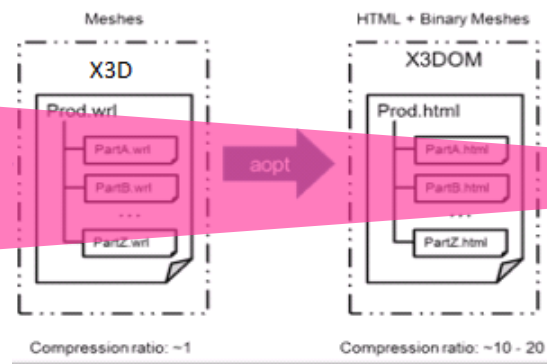 Meshes
X3D
Prod.wrl
PartA.wrl
PartB.wrl
...
PartZ.wrl
Compression ratio: ~1
aopt
HTML + Binary Meshes
X3DOM
Prod.html
PartA.html
PartB.html
...
PartZ.html
Compression ratio: ~10 - 20